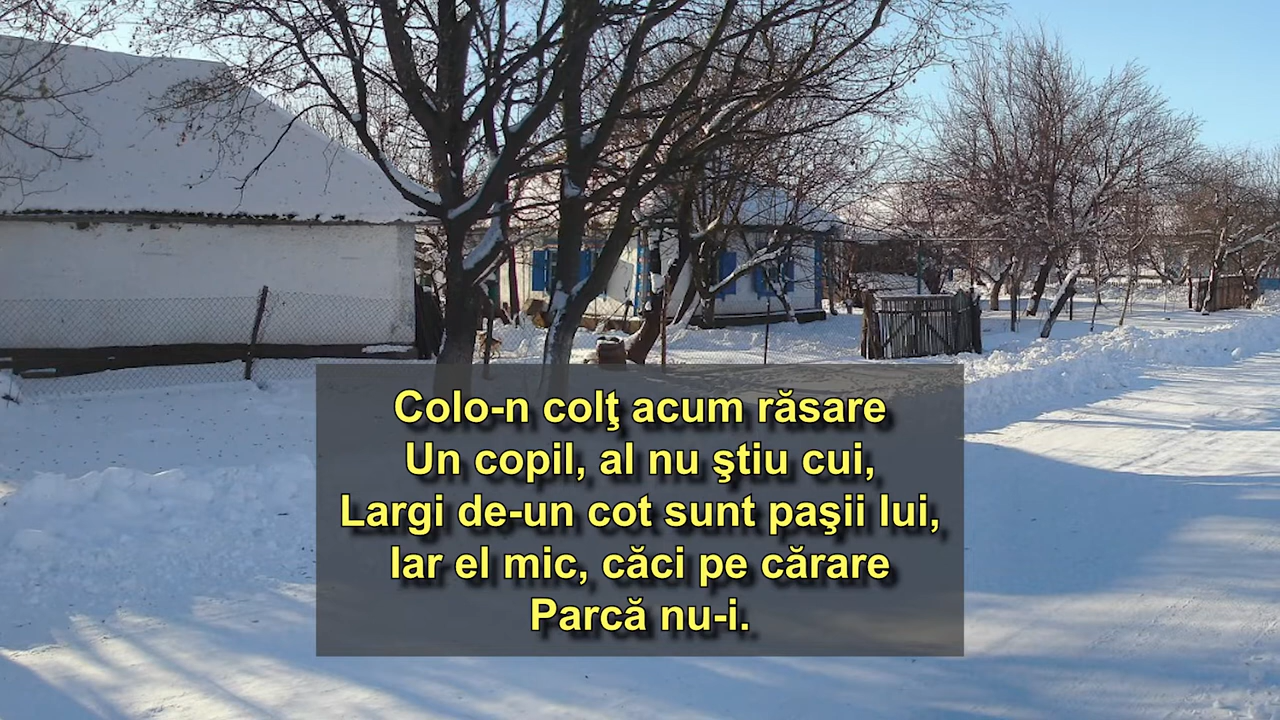 Colo-n colţ acum răsare
Un copil, al nu ştiu cui,
Largi de-un cot sunt paşii lui,
Iar el mic, căci pe cărare
Parcă nu-i.